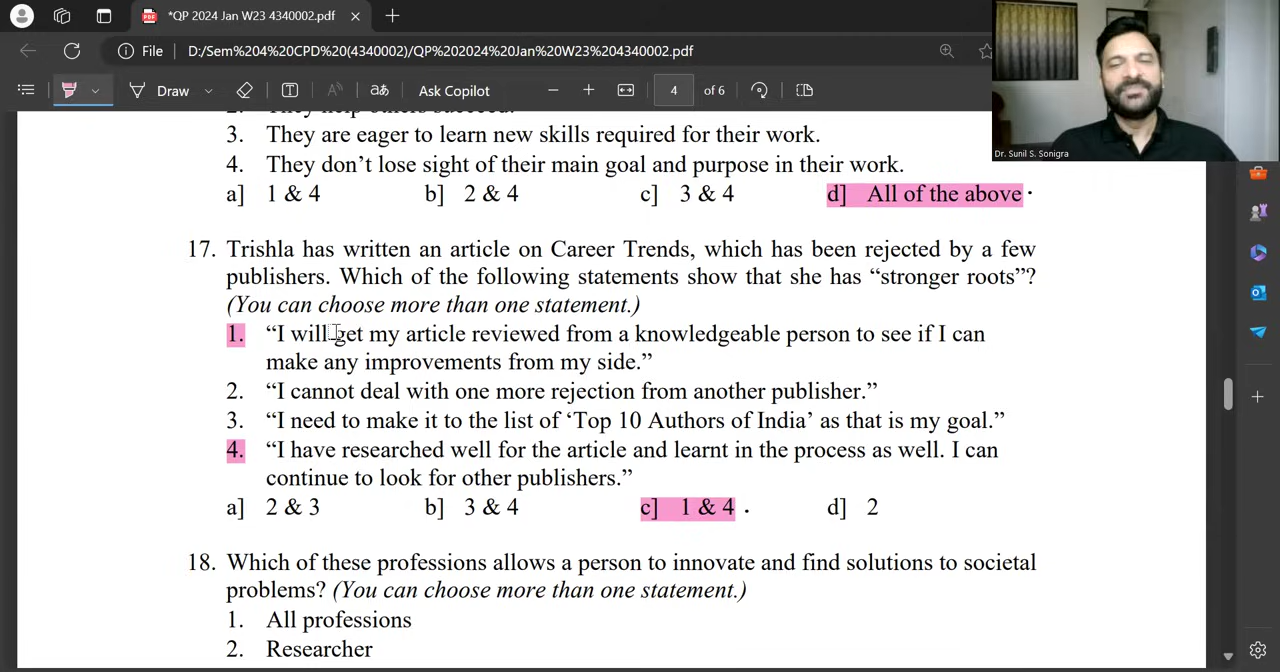 *QP 2024 Jan W23 4340002.pdf
File D:/Sem%204%20CPD%20(4340002)/QP%202024%20Jan%20W23%204340002.pdf
Draw
aあ
Ask Copilot
4 of 6
Dr. Sunil S. Sonigra
2. They help others succeed.
3. They are eager to learn new skills required for their work.
4. They don’t lose sight of their main goal and purpose in their work.
a] 1 & 4 b] 2 & 4 c] 3 & 4 d] All of the above
17. Trishla has written an article on Career Trends, which has been rejected by a few
publishers. Which of the following statements show that she has “stronger roots”?
(You can choose more than one statement.)
1. “I will get my article reviewed from a knowledgeable person to see if I can
make any improvements from my side.”
2. “I cannot deal with one more rejection from another publisher.”
3. “I need to make it to the list of ‘Top 10 Authors of India’ as that is my goal.”
4. “I have researched well for the article and learnt in the process as well. I can
continue to look for other publishers.”
a] 2 & 3 b] 3 & 4 c] 1 & 4 d] 2
18. Which of these professions allows a person to innovate and find solutions to societal
problems? (You can choose more than one statement.)
1. All professions
2. Researcher